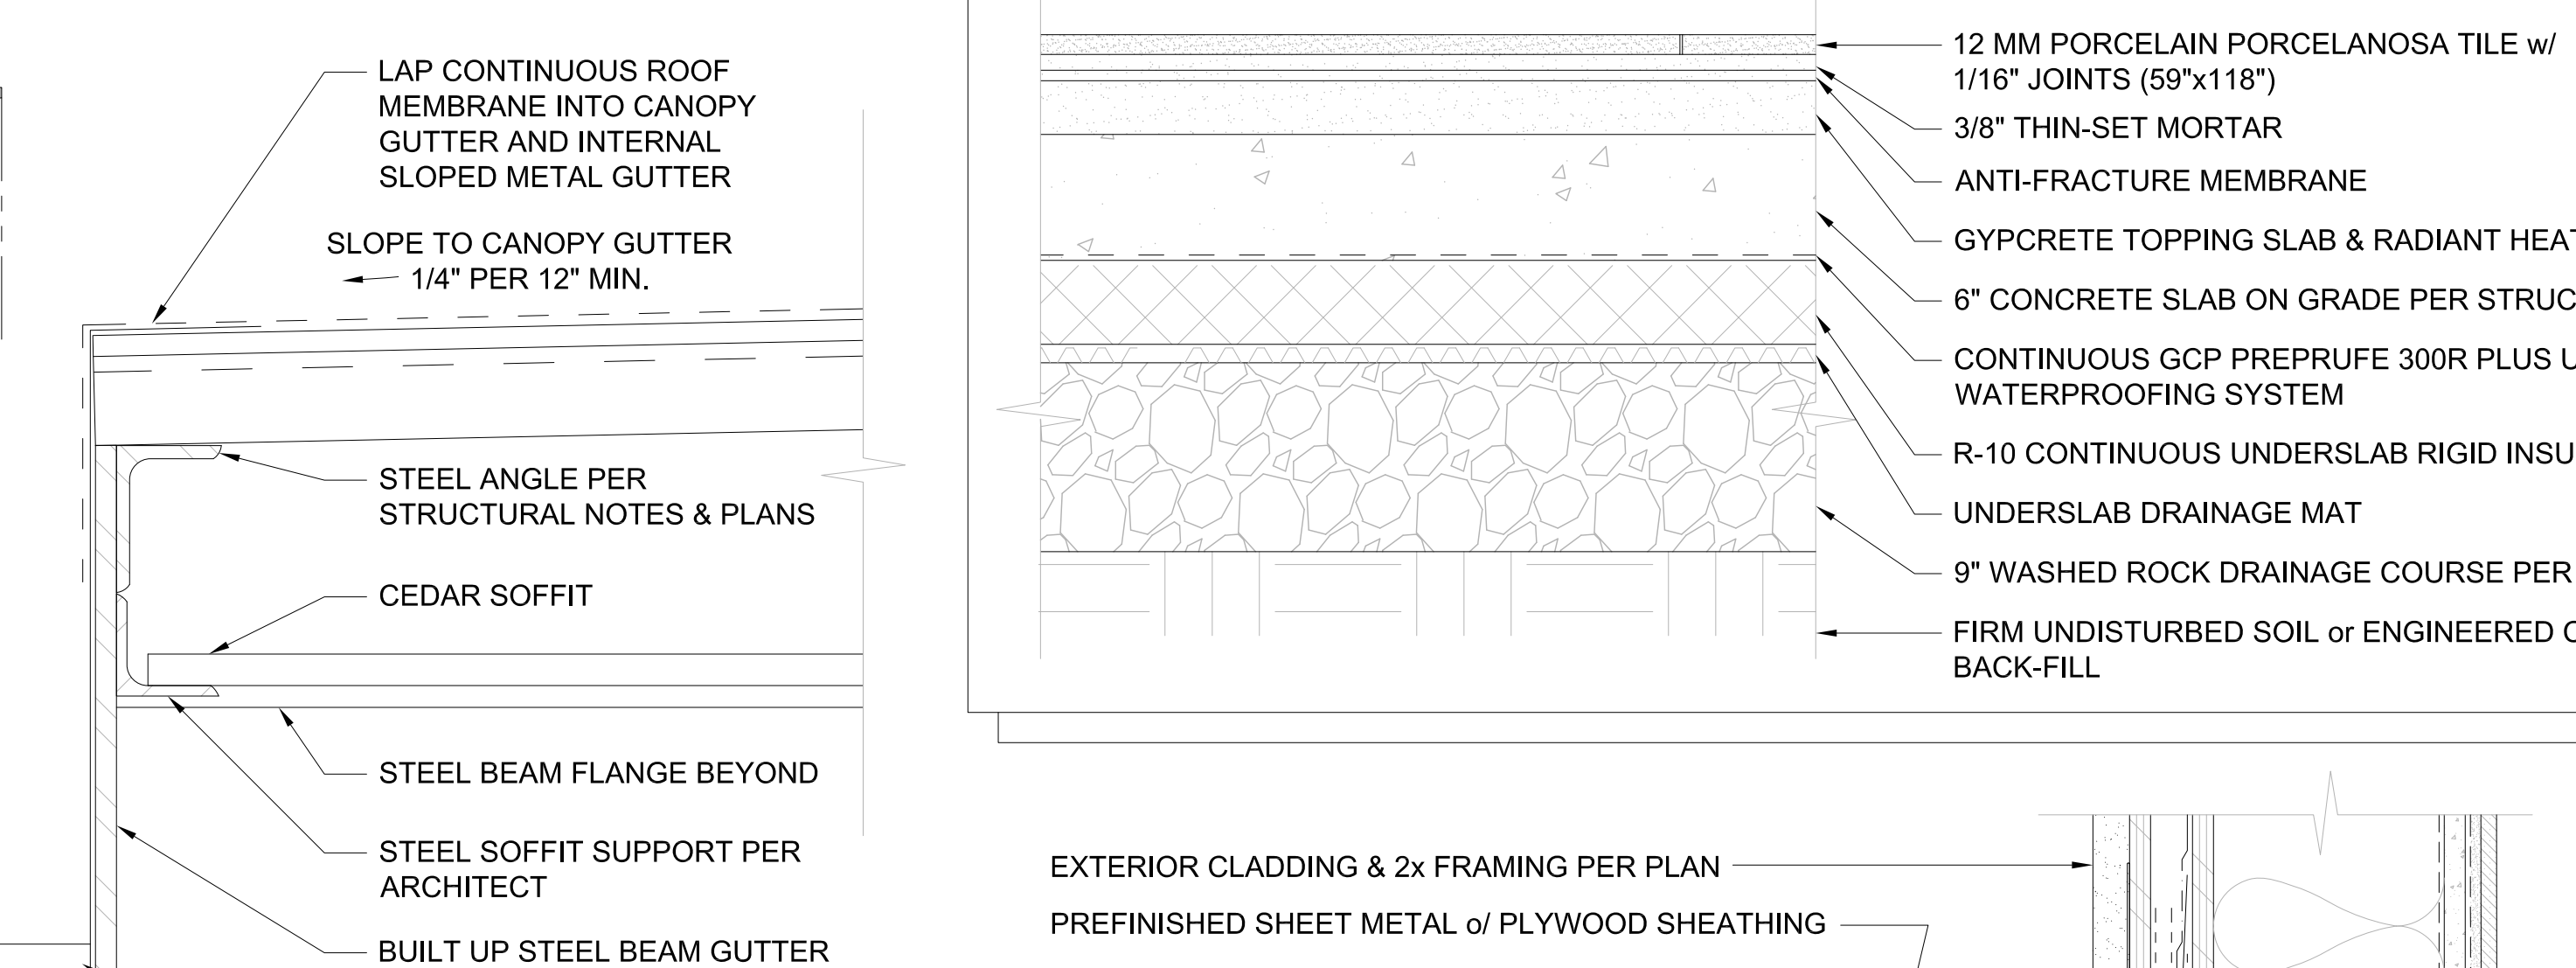 LAP CONTINUOUS ROOF
MEMBRANE INTO CANOPY
GUTTER AND INTERNAL
SLOPED METAL GUTTER
SLOPE TO CANOPY GUTTER
1/4" PER 12" MIN.
STEEL ANGLE PER
STRUCTURAL NOTES & PLANS
CEDAR SOFFIT
STEEL BEAM FLANGE BEYOND
STEEL SOFFIT SUPPORT PER
ARCHITECT
BUILT UP STEEL BEAM GUTTER
12 MM PORCELAIN PORCELANOSA TILE w/
1/16" JOINTS (59"x118")
3/8" THIN-SET MORTAR
ANTI-FRACTURE MEMBRANE
GYPCRETE TOPPING SLAB & RADIANT HEAT
6" CONCRETE SLAB ON GRADE PER STRUC
CONTINUOUS GCP PREPRUFE 300R PLUS U
WATERPROOFING SYSTEM
R-10 CONTINUOUS UNDERSLAB RIGID INSU
UNDERSLAB DRAINAGE MAT
9" WASHED ROCK DRAINAGE COURSE PER
FIRM UNDISTURBED SOIL or ENGINEERED
BACK-FILL
EXTERIOR CLADDING & 2x FRAMING PER PLAN
PREFINISHED SHEET METAL o/ PLYWOOD SHEATHING